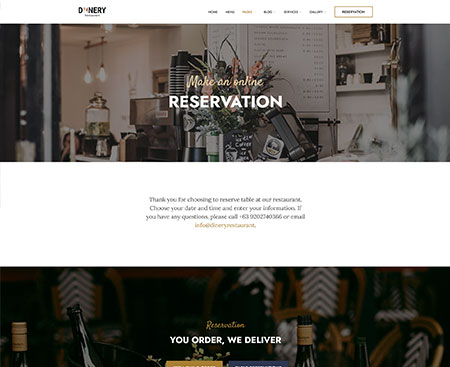 DINERY
HOME MENU PAGES BLOG SERVICES GALLERY RESERVATION
Make an online
RESERVATION
Thank you for choosing to reserve table at our restaurant.
Choose your date and time and enter your information. If
you have any questions, please call +63 9202740366 or email
info@dineryrestaurant.
Reservation
YOU ORDER, WE DELIVER